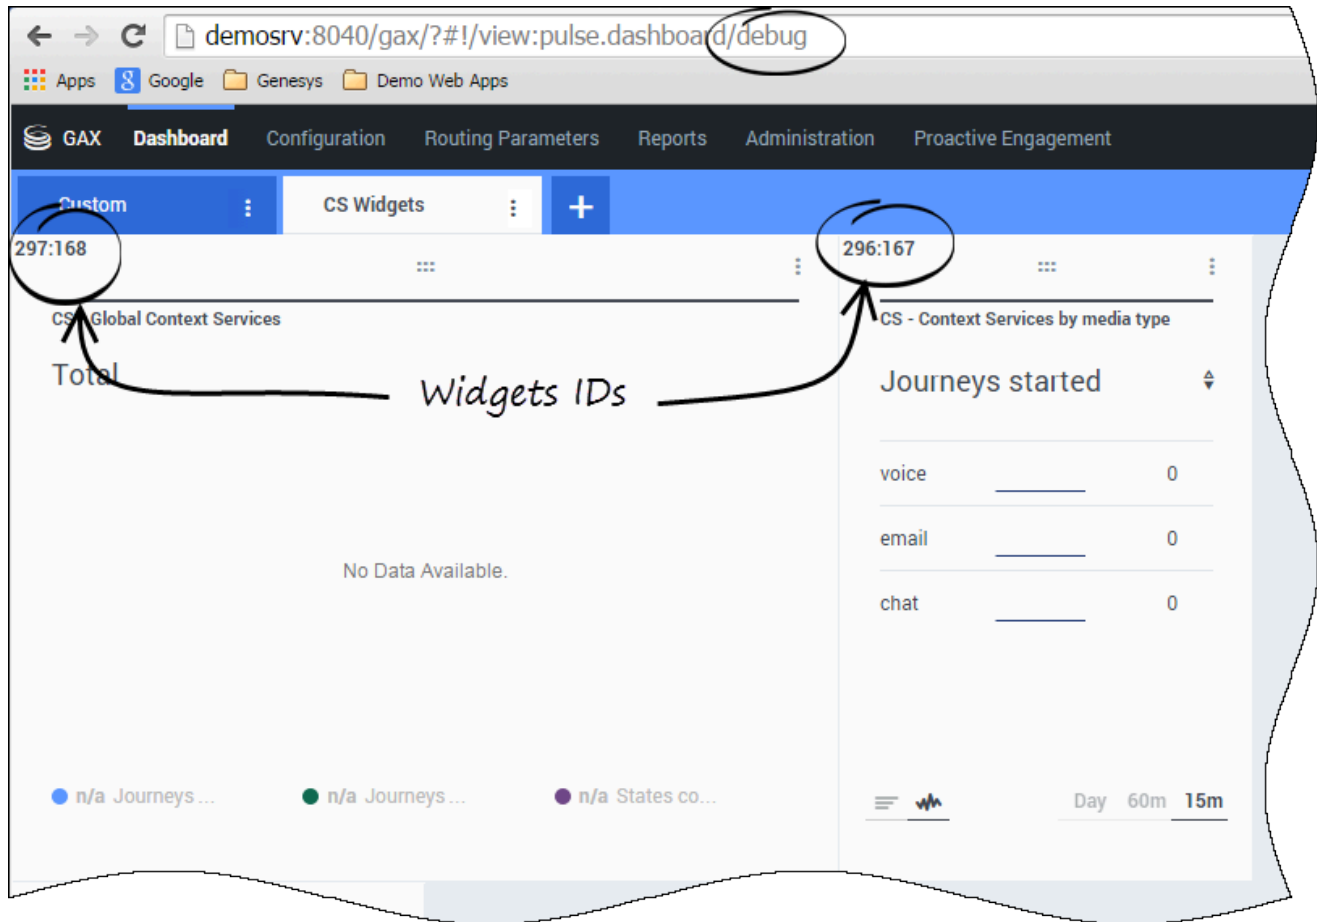 demosrv:8040/gax/?#!/view:pulse.dashboard/debug
Apps 8 Google Genesys Demo Web Apps
GAX Dashboard Configuration Routing Parameters Reports Administration Proactive Engagement
Custom CS Widgets +
297:168 296:167
CS - Global Context Services CS - Context Services by media type
Total Journeys started
Widgets IDs
voice 0
email 0
No Data Available.
chat 0
n/a Journeys ... n/a Journeys ... n/a States co...
Day 60m 15m